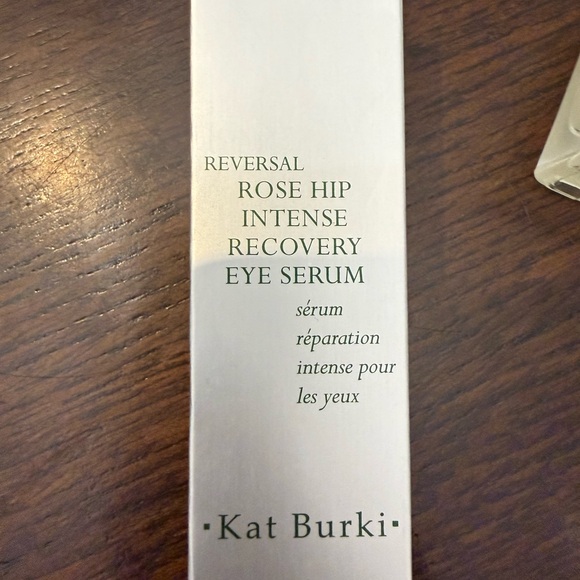 REVERSAL
ROSE HIP
INTENSE
RECOVERY
EYE SERUM
sérum
réparation
intense pour
les yeux
·Kat Burki·